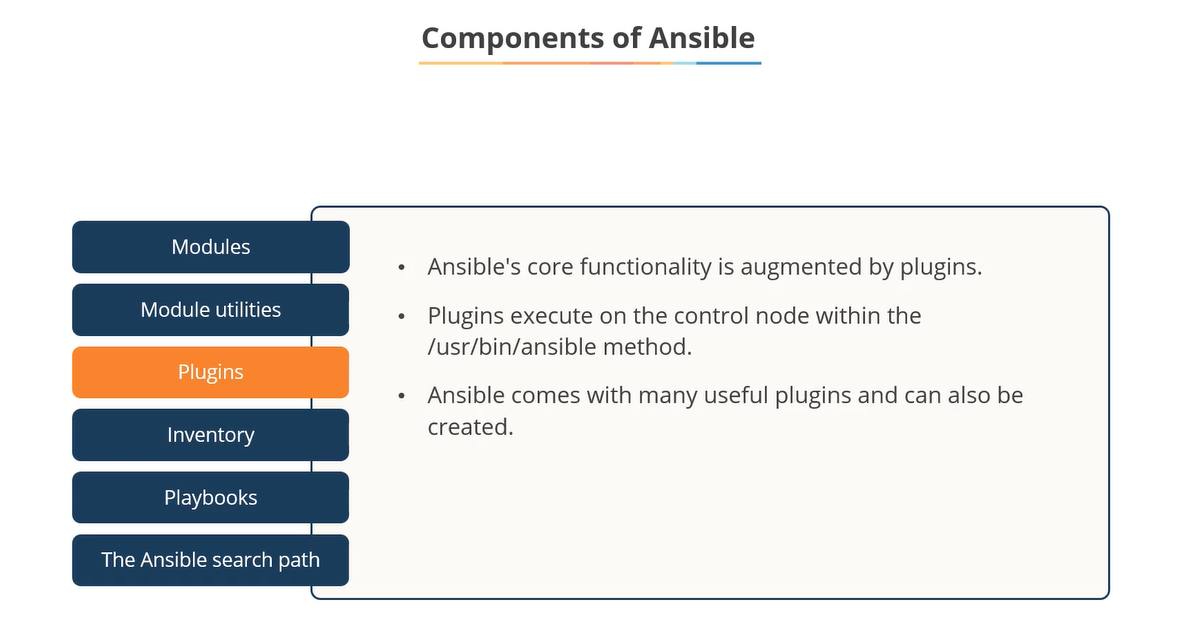 Components of Ansible
Modules
Module utilities
Plugins
Inventory
Playbooks
The Ansible search path
• Ansible's core functionality is augmented by plugins.
• Plugins execute on the control node within the
/usr/bin/ansible method.
• Ansible comes with many useful plugins and can also be
created.